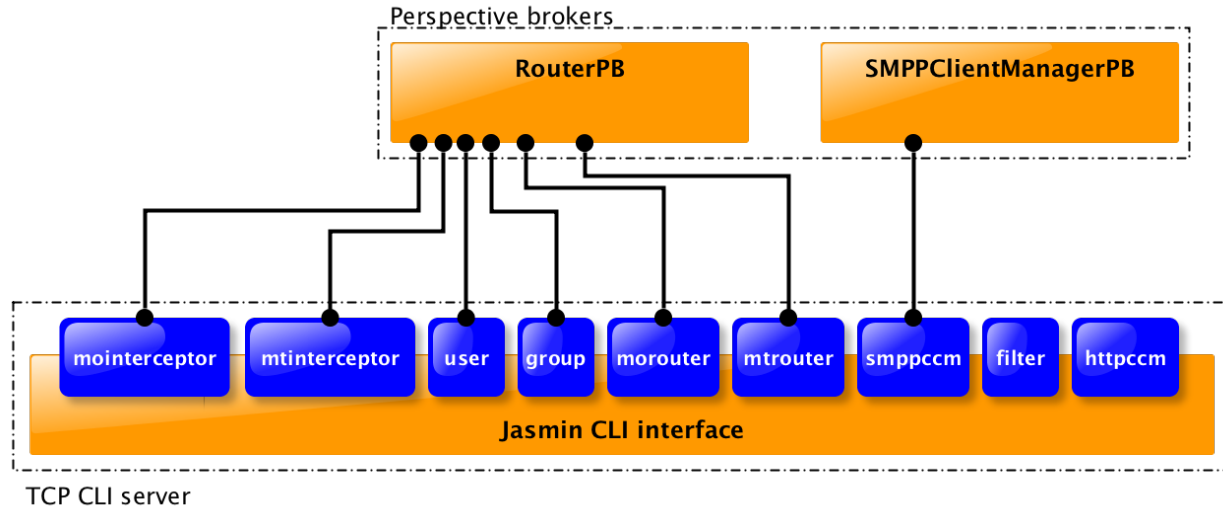 Perspective brokers
RouterPB
SMPPClientManagerPB
mointerceptor
mtinterceptor
user
group
morouter
mtrouter
smppccm
filter
httpccm
Jasmin CLI interface
TCP CLI server